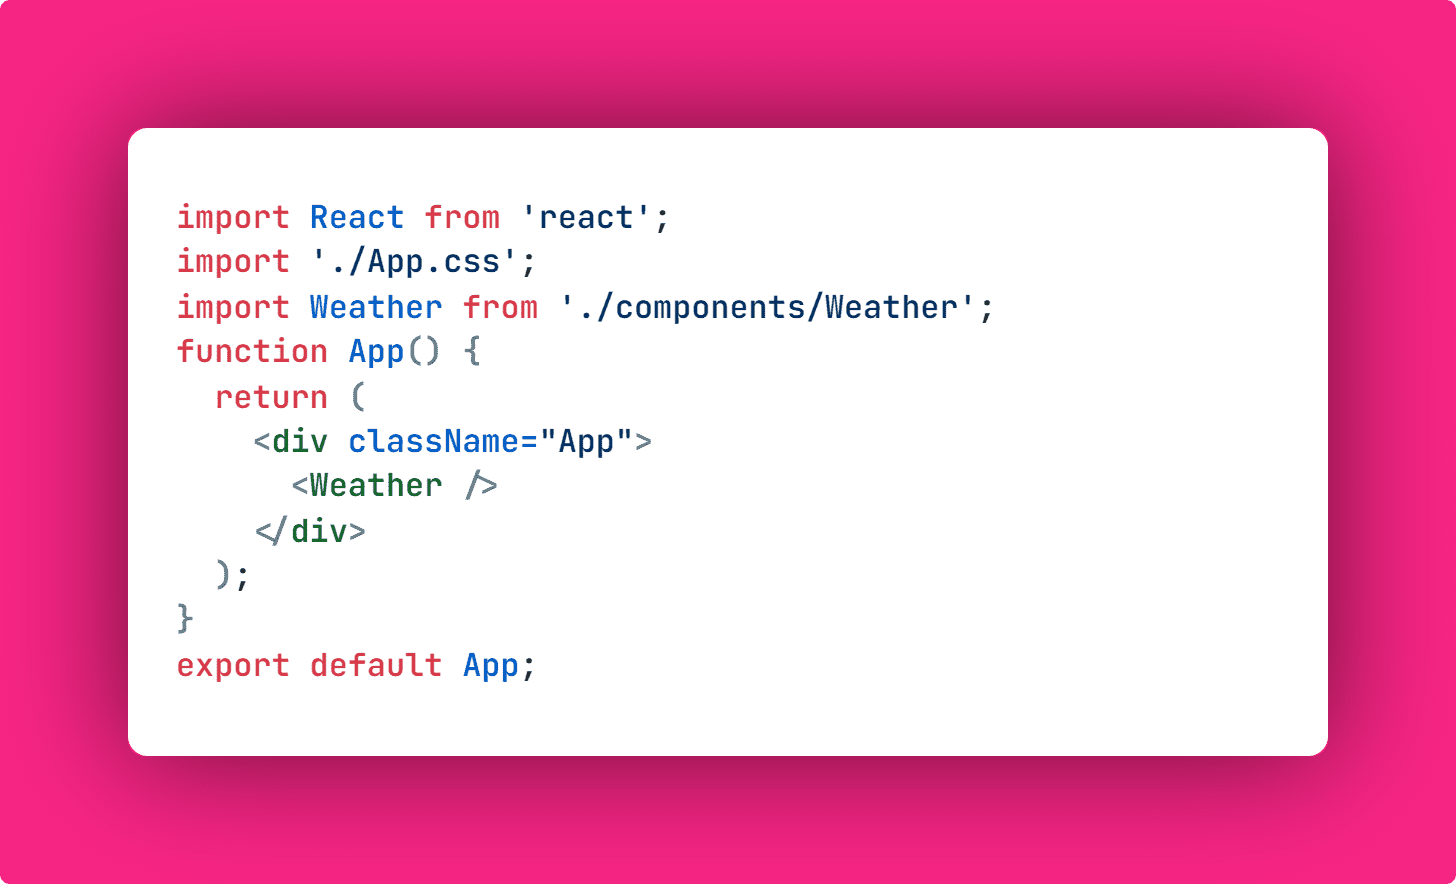 import React from 'react';
import './App.css';
import Weather from './components/Weather';
function App() {
  return (
    <div className="App">
      <Weather />
    </div>
  );
}
export default App;